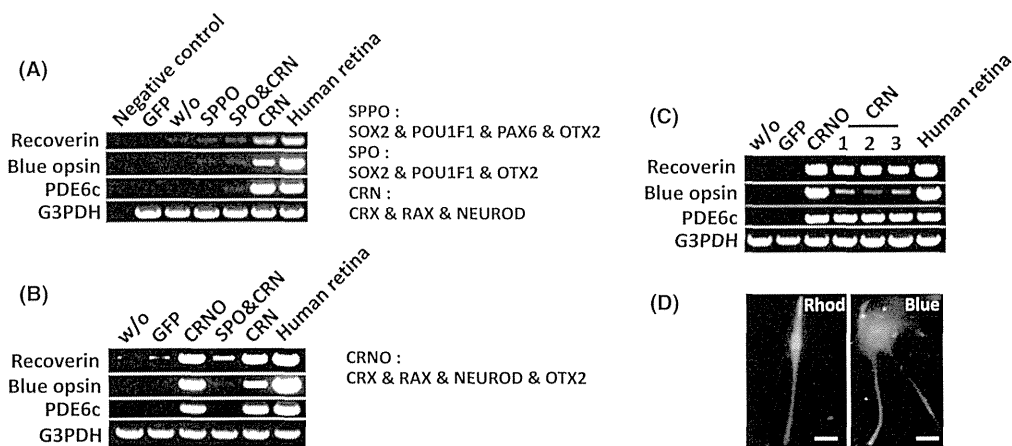 (A)
Negative control
GFP
w/o
SPPO
SPO&CRN
CRN
Human retina
Recoverin
Blue opsin
PDE6c
G3PDH
SPPO :
SOX2 & POU1F1 & PAX6 & OTX2
SPO :
SOX2 & POU1F1 & OTX2
CRN :
CRX & RAX & NEUROD
(B)
w/o
GFP
CRNO
SPO&CRN
CRN
Human retina
Recoverin
Blue opsin
PDE6c
G3PDH
CRNO :
CRX & RAX & NEUROD & OTX2
(C)
w/o
GFP
CRNO
CRN
1 2 3
Human retina
Recoverin
Blue opsin
PDE6c
G3PDH
(D)
Rhod
Blue